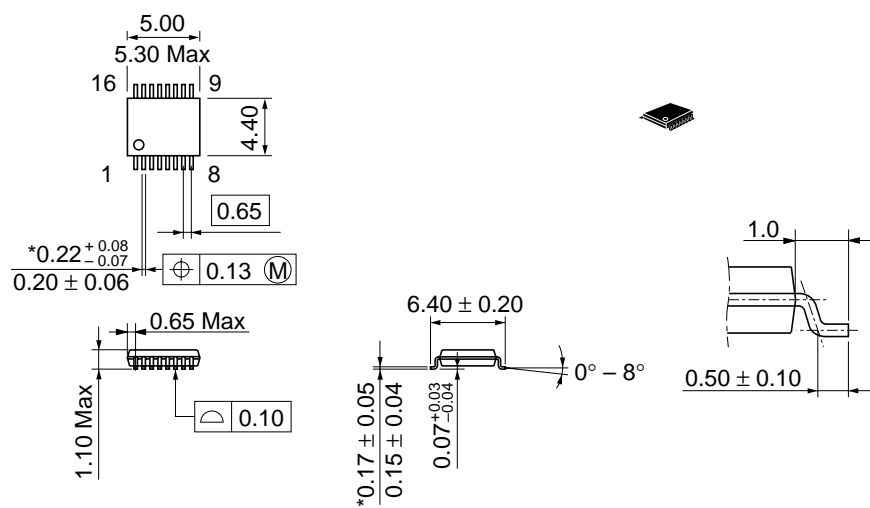 5.00
5.30 Max
16 9
4.40
1 8
0.65
*0.22 + 0.08 − 0.07
0.20 ± 0.06
0.13 M
1.0
6.40 ± 0.20
0.65 Max
0° – 8°
0.50 ± 0.10
1.10 Max
0.10
*0.17 ± 0.05
0.15 ± 0.04
0.07 +0.03 −0.04